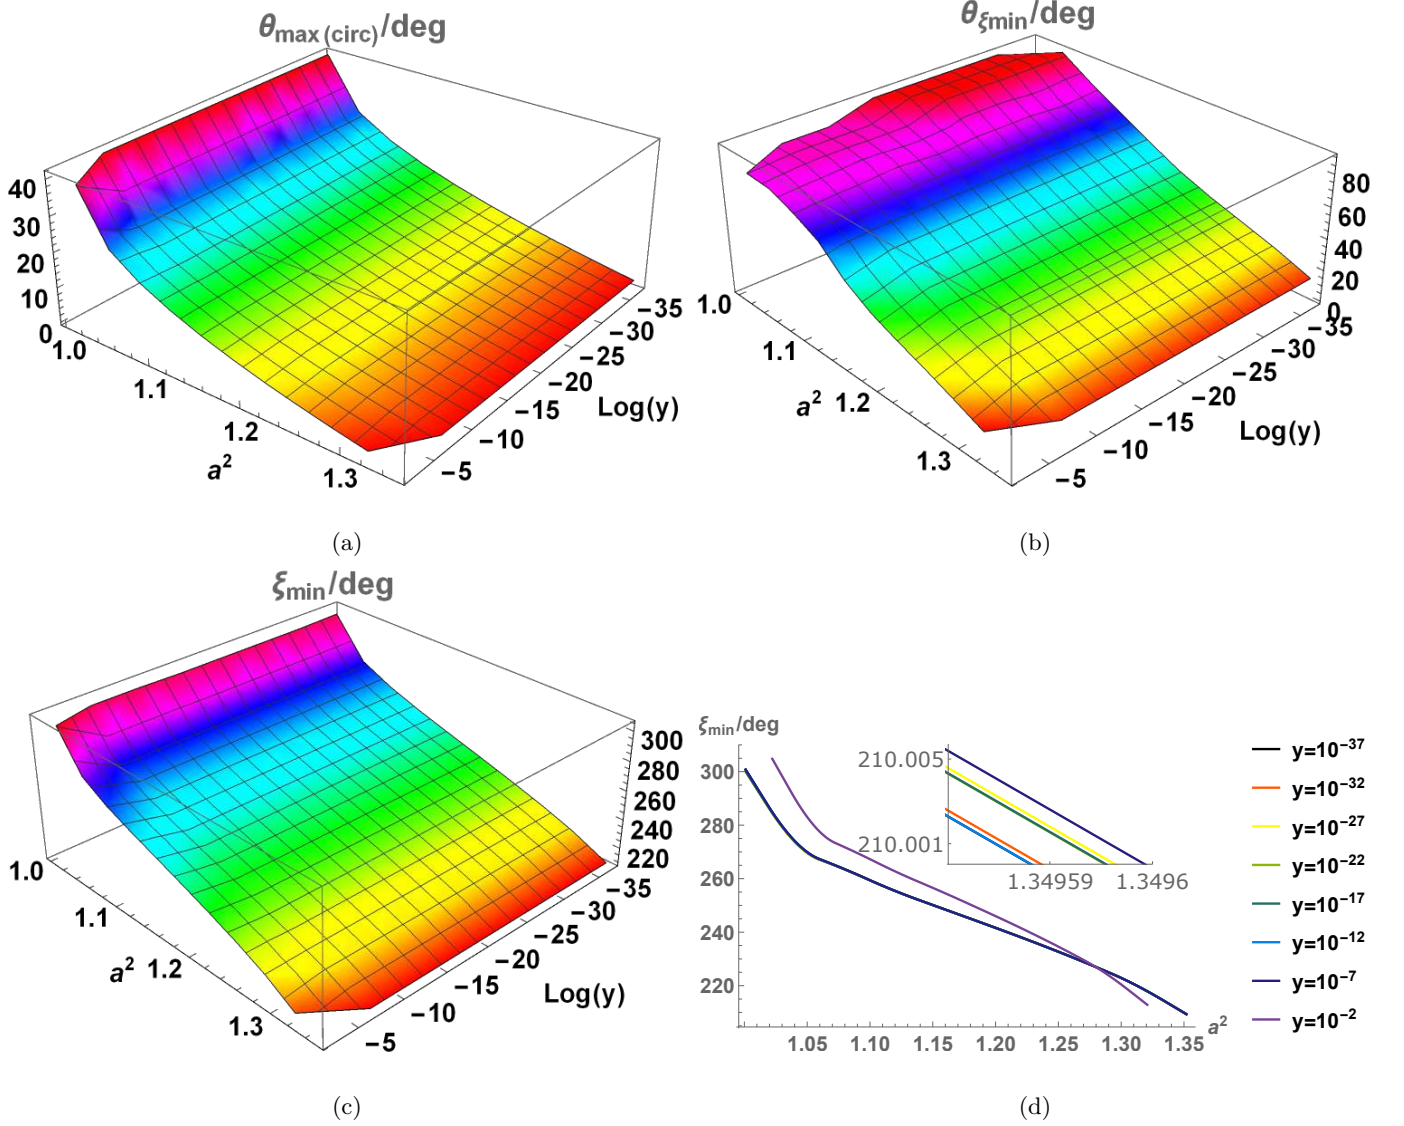 θmax (circ)/deg
40
30
20
10
0
1.0
1.1
1.2
1.3
a²
−35
−30
−25
−20
−15
−10
−5
Log(y)
(a)
θξmin/deg
80
60
40
20
0
1.0
1.1
a² 1.2
1.3
−35
−30
−25
−20
−15
−10
−5
Log(y)
(b)
ξmin/deg
300
280
260
240
220
1.0
1.1
a² 1.2
1.3
−35
−30
−25
−20
−15
−10
−5
Log(y)
(c)
ξmin/deg
300
280
260
240
220
1.05 1.10 1.15 1.20 1.25 1.30 1.35
a²
210.005
210.001
1.34959 1.3496
y=10⁻³⁷
y=10⁻³²
y=10⁻²⁷
y=10⁻²²
y=10⁻¹⁷
y=10⁻¹²
y=10⁻⁷
y=10⁻²
(d)